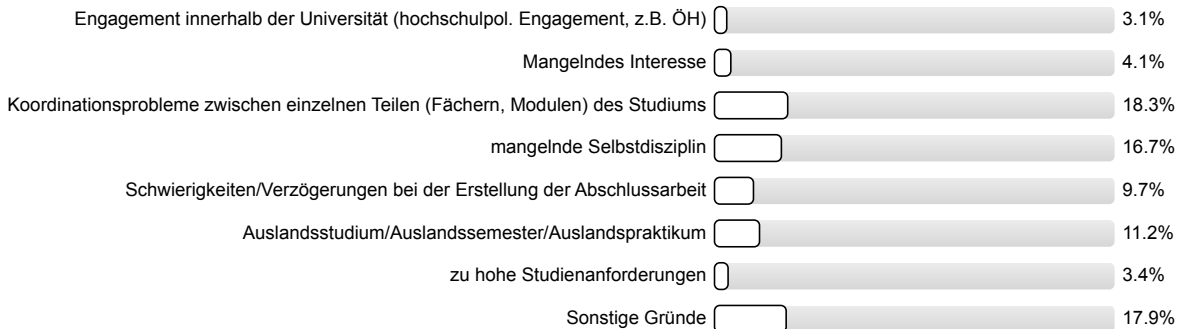 Engagement innerhalb der Universität (hochschulpol. Engagement, z.B. ÖH) 3.1%
Mangelndes Interesse 4.1%
Koordinationsprobleme zwischen einzelnen Teilen (Fächern, Modulen) des Studiums 18.3%
mangelnde Selbstdisziplin 16.7%
Schwierigkeiten/Verzögerungen bei der Erstellung der Abschlussarbeit 9.7%
Auslandsstudium/Auslandssemester/Auslandspraktikum 11.2%
zu hohe Studienanforderungen 3.4%
Sonstige Gründe 17.9%